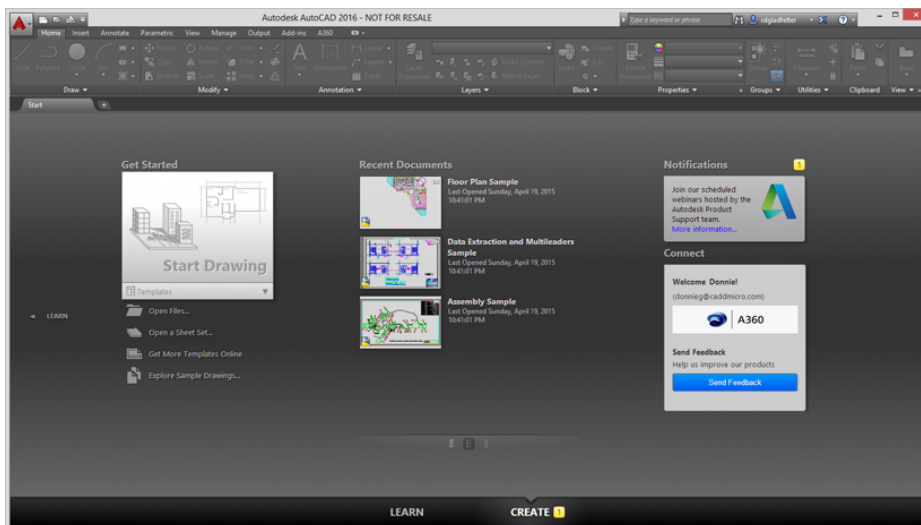 Autodesk AutoCAD 2016 - NOT FOR RESALE
Type a keyword or phrase
rdgladfelter
Home Insert Annotate Parametric View Manage Output Add-ins A360
Line Polyline Circle Arc
Move Rotate Trim
Copy Mirror Fillet
Stretch Scale Array
Text Dimension
Linear
Leader
Table
Layer
Properties
Make Current
Match Layer
Insert
Create
Edit
Match
Properties
Group
Measure
Paste
Base
Draw Modify Annotation Layers Block Properties Groups Utilities Clipboard View
Start
Get Started
Start Drawing
Templates
Open Files...
Open a Sheet Set...
Get More Templates Online
Explore Sample Drawings...
LEARN
Recent Documents
Floor Plan Sample
Last Opened Sunday, April 19, 2015
10:41:01 PM
Data Extraction and Multileaders
Sample
Last Opened Sunday, April 19, 2015
10:41:01 PM
Assembly Sample
Last Opened Sunday, April 19, 2015
10:41:01 PM
Notifications
1
Join our scheduled
webinars hosted by the
Autodesk Product
Support team.
More information...
Connect
Welcome Donnie!
(donnieg@caddmicro.com)
A360
Send Feedback
Help us improve our products
Send Feedback
LEARN CREATE 1